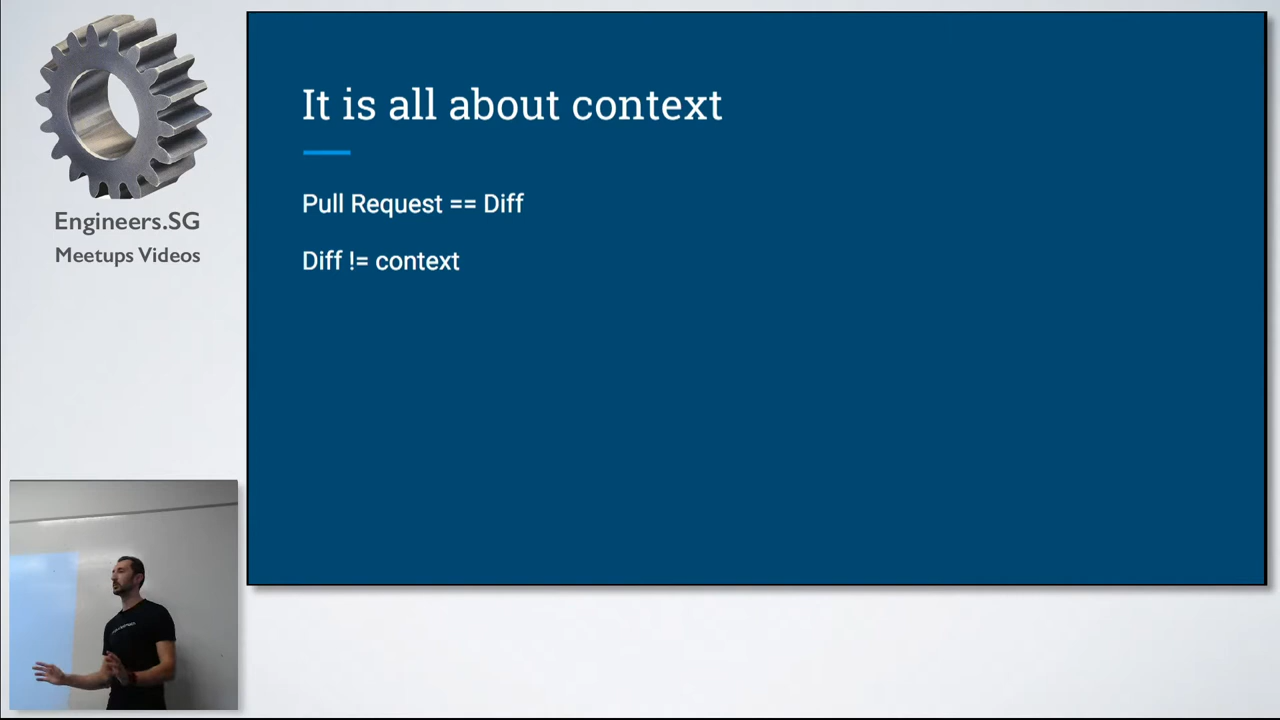 Engineers.SG
Meetups Videos
It is all about context
Pull Request == Diff
Diff != context